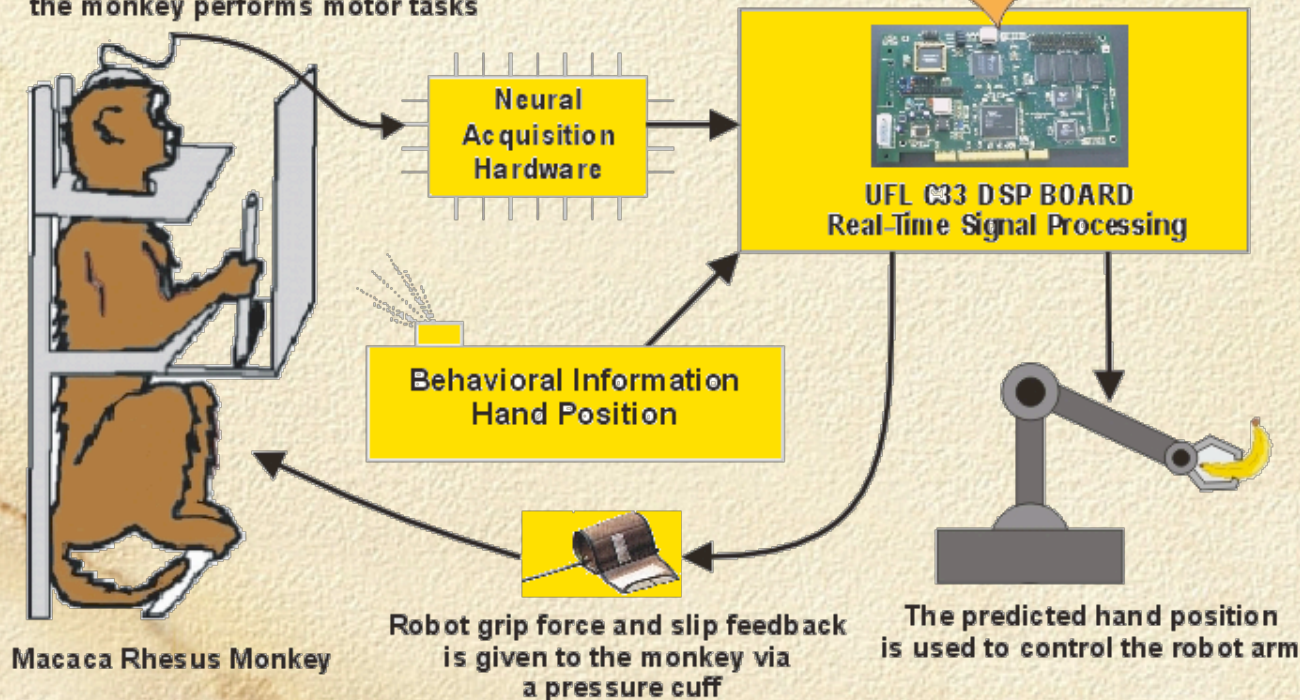 the monkey performs motor tasks
Neural
Acquisition
Hardware
UFL C33 DSP BOARD
Real-Time Signal Processing
Behavioral Information
Hand Position
Robot grip force and slip feedback
is given to the monkey via
a pressure cuff
The predicted hand position
is used to control the robot arm
Macaca Rhesus Monkey